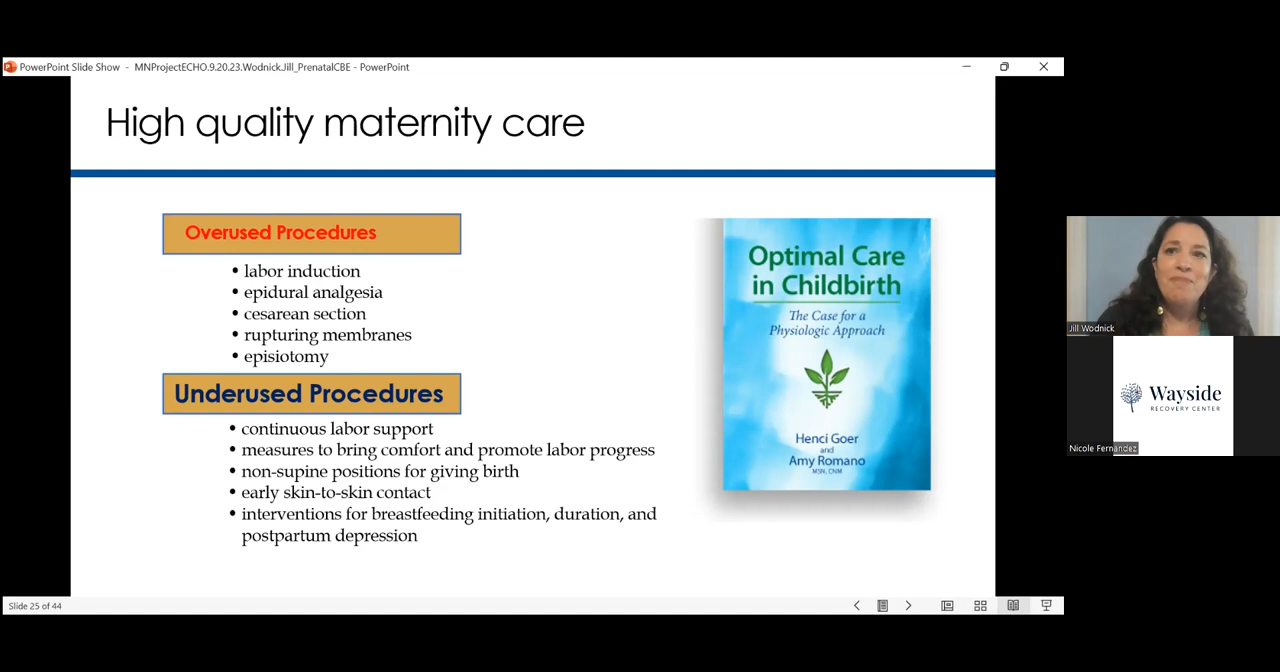 PowerPoint Slide Show - MNProjectECHO.9.20.23.Wodnick.Jill_PrenatalCBE - PowerPoint
High quality maternity care
Overused Procedures
• labor induction
• epidural analgesia
• cesarean section
• rupturing membranes
• episiotomy
Underused Procedures
• continuous labor support
• measures to bring comfort and promote labor progress
• non-supine positions for giving birth
• early skin-to-skin contact
• interventions for breastfeeding initiation, duration, and
postpartum depression
Optimal Care
in Childbirth
The Case for a
Physiologic Approach
Henci Goer
and
Amy Romano
MSN, CNM
Jill Wodnick
Wayside
RECOVERY CENTER
Nicole Fernandez
Slide 25 of 44